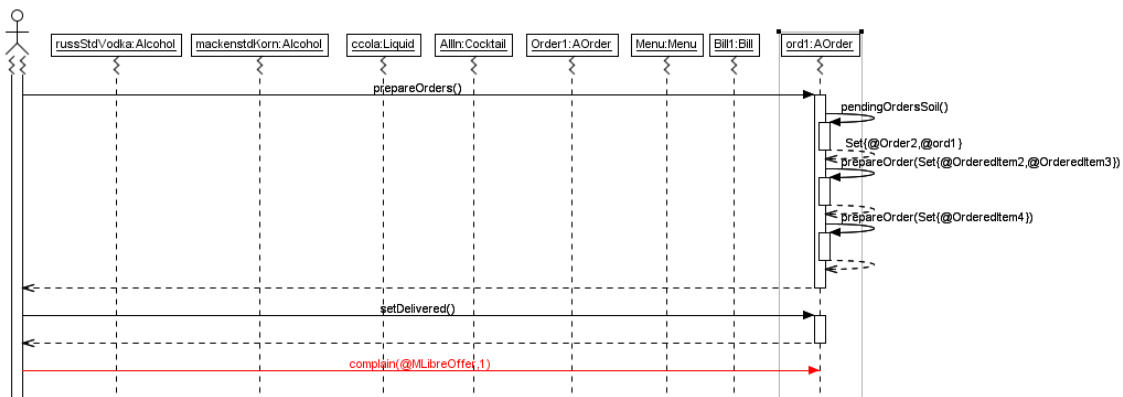 russStdVodka:Alcohol
mackenstdKorn:Alcohol
ccola:Liquid
AllIn:Cocktail
Order1:AOrder
Menu:Menu
Bill1:Bill
ord1:AOrder
prepareOrders()
pendingOrdersSoil()
Set{@Order2,@ord1}
prepareOrder(Set{@OrderedItem2,@OrderedItem3})
prepareOrder(Set{@OrderedItem4})
setDelivered()
complain(@MLibreOffer,1)